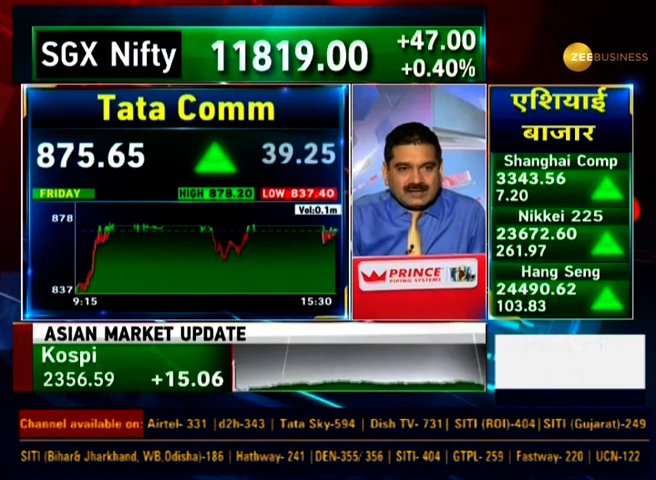 SGX Nifty 11819.00 +47.00
+0.40%
ZEEBUSINESS
Tata Comm
875.65 39.25
FRIDAY HIGH 878.20 LOW 837.40
Vol:0.1m
878
837
9:15 15:30
PRINCE
PIPING SYSTEMS
एशियाई
बाजार
Shanghai Comp
3343.56
7.20
Nikkei 225
23672.60
261.97
Hang Seng
24490.62
103.83
ASIAN MARKET UPDATE
Kospi
2356.59 +15.06
Channel available on: Airtel- 331 | d2h-343 | Tata Sky-594 | Dish TV- 731 | SITI (ROI)-404 | SITI (Gujarat)-249
SITI (Bihar& Jharkhand, WB,Odisha)-186 | Hathway- 241 | DEN-355/ 356 | SITI- 404 | GTPL- 259 | Fastway- 220 | UCN-122